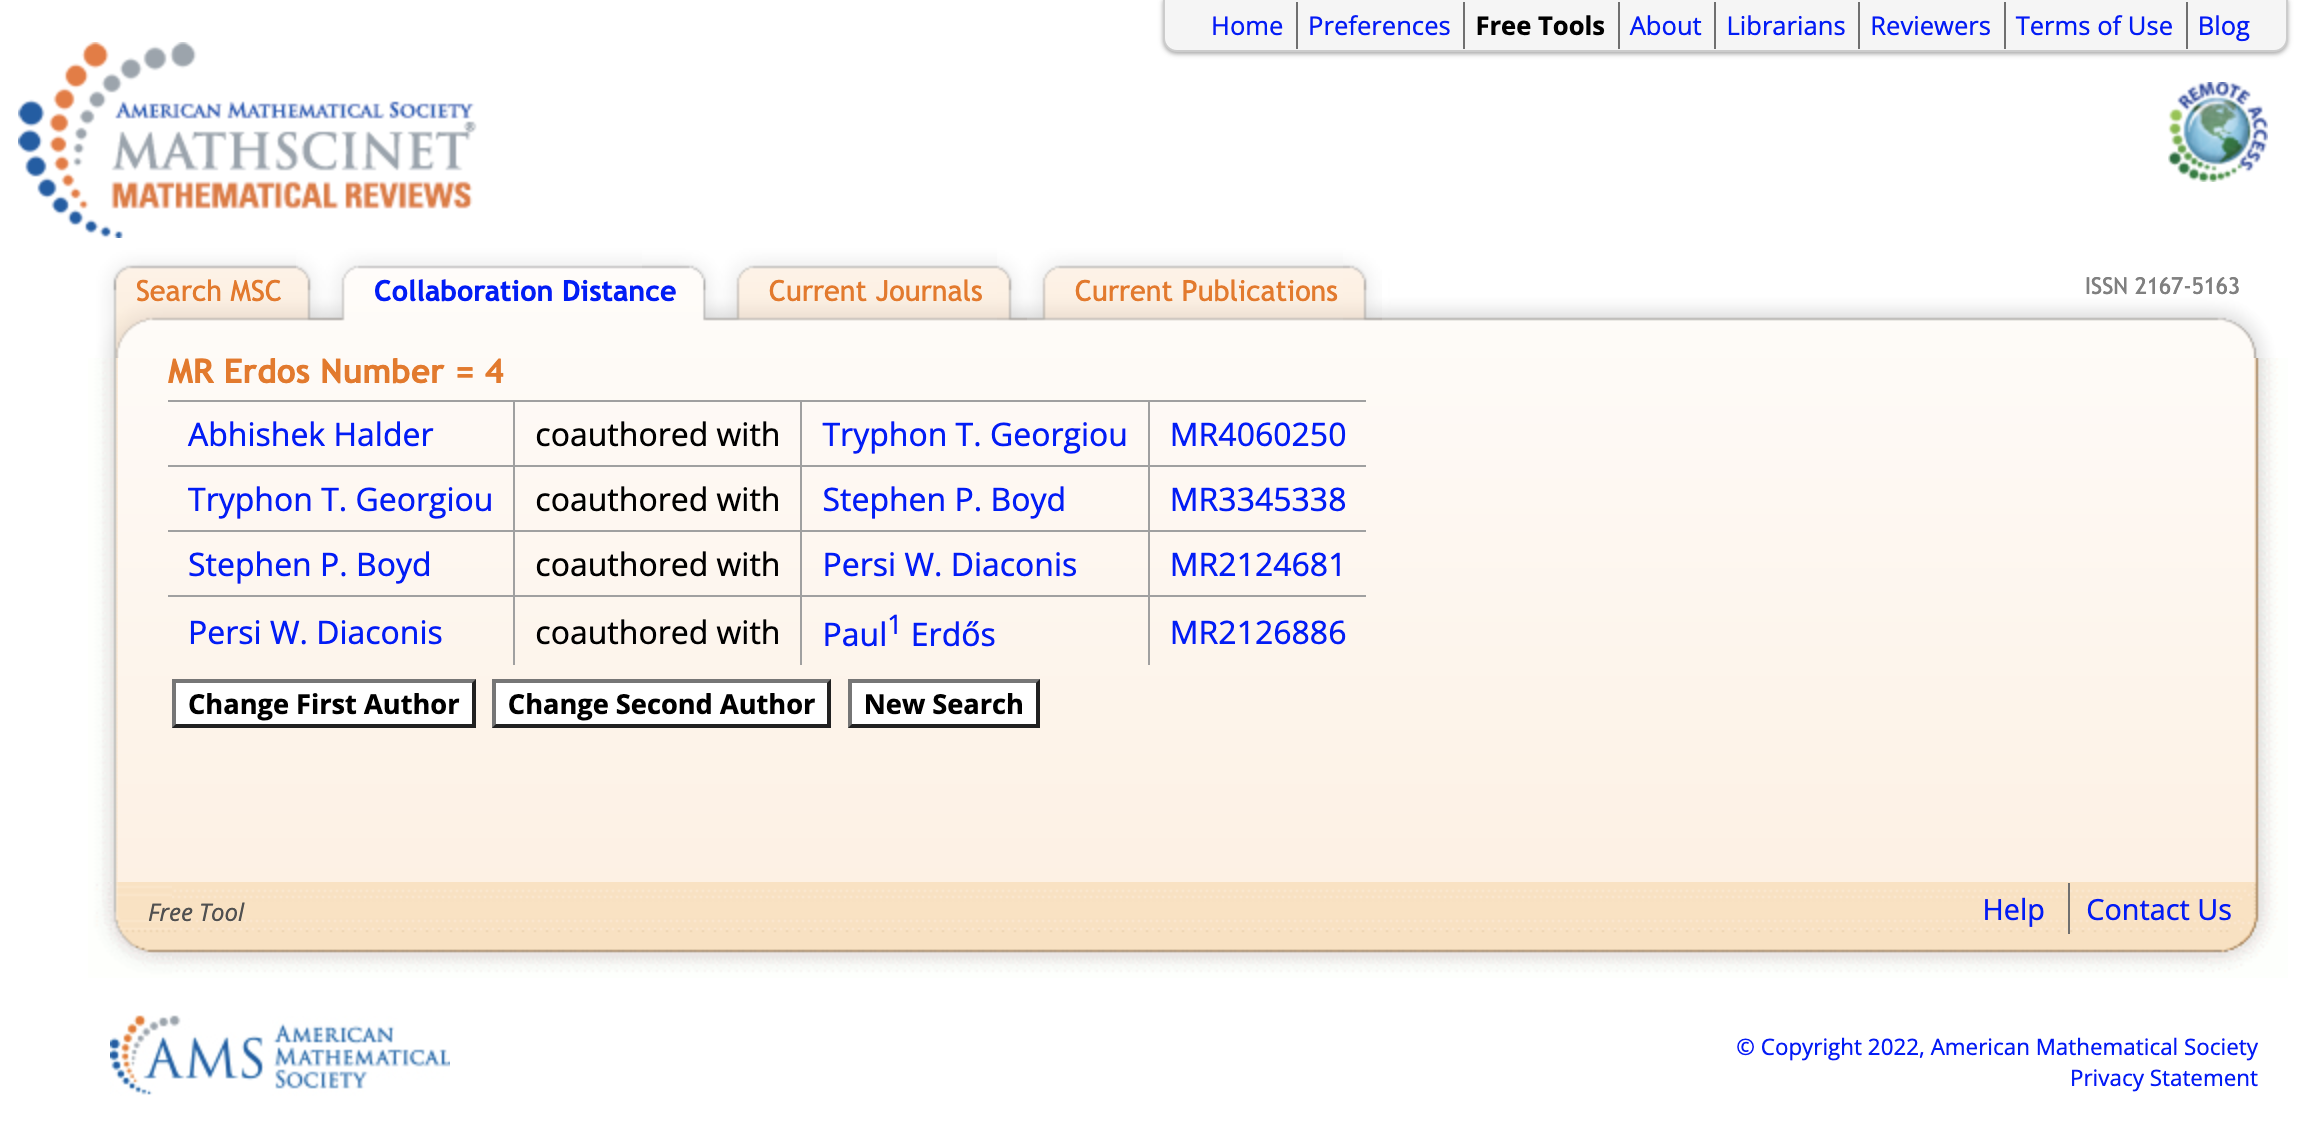 Home Preferences Free Tools About Librarians Reviewers Terms of Use Blog
AMERICAN MATHEMATICAL SOCIETY
MATHSCINET®
MATHEMATICAL REVIEWS
REMOTE ACCESS
Search MSC Collaboration Distance Current Journals Current Publications
ISSN 2167-5163
MR Erdos Number = 4
Abhishek Halder coauthored with Tryphon T. Georgiou MR4060250
Tryphon T. Georgiou coauthored with Stephen P. Boyd MR3345338
Stephen P. Boyd coauthored with Persi W. Diaconis MR2124681
Persi W. Diaconis coauthored with Paul¹ Erdős MR2126886
Change First Author Change Second Author New Search
Free Tool
Help Contact Us
AMS AMERICAN
MATHEMATICAL
SOCIETY
© Copyright 2022, American Mathematical Society
Privacy Statement